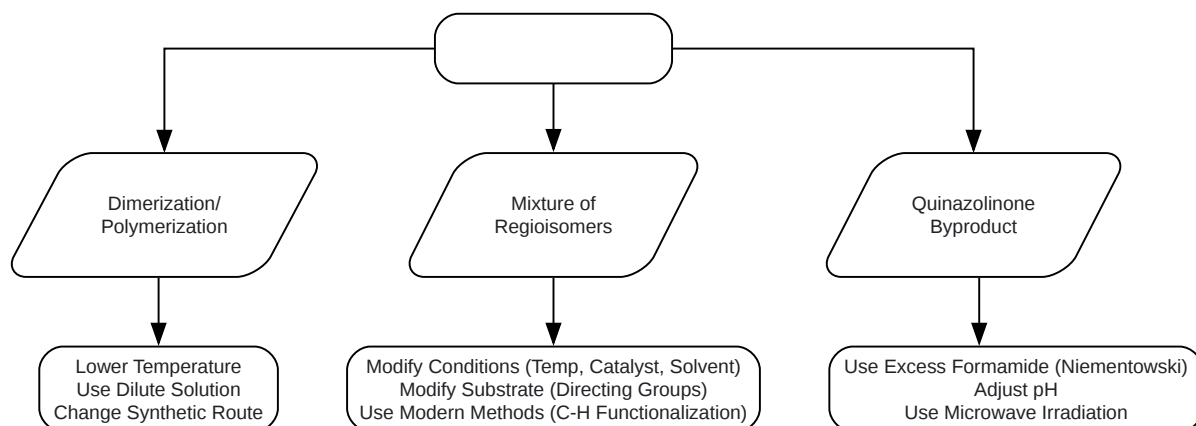 Dimerization/
Polymerization
Mixture of
Regioisomers
Quinazolinone
Byproduct
Lower Temperature
Use Dilute Solution
Change Synthetic Route
Modify Conditions (Temp, Catalyst, Solvent)
Modify Substrate (Directing Groups)
Use Modern Methods (C-H Functionalization)
Use Excess Formamide (Niementowski)
Adjust pH
Use Microwave Irradiation